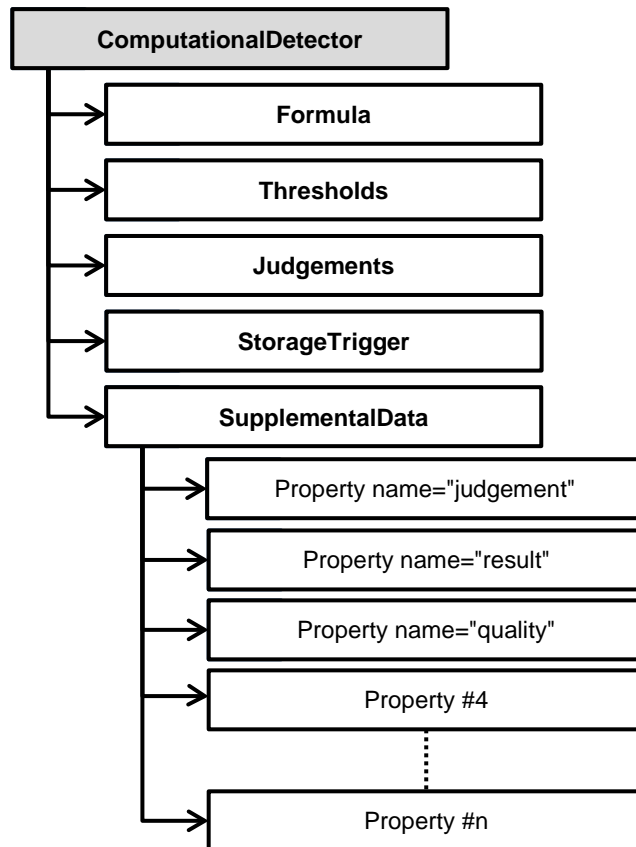 ComputationalDetector
Formula
Thresholds
Judgements
StorageTrigger
SupplementalData
Property name="judgement"
Property name="result"
Property name="quality"
Property #4
Property #n